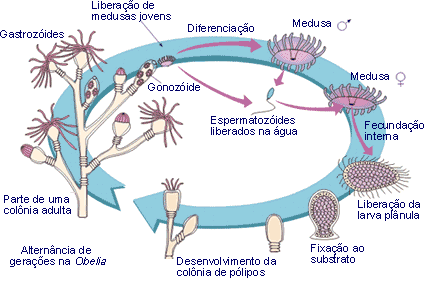 Liberação de
medusas jovens
Diferenciação
Medusa ♂
Gastrozóides
Gonozóide
Medusa ♀
Espermatozóides
liberados na água
Fecundação
interna
Parte de uma
colônia adulta
Liberação da
larva plânula
Fixação ao
substrato
Desenvolvimento da
colônia de pólipos
Alternância de
gerações na Obelia